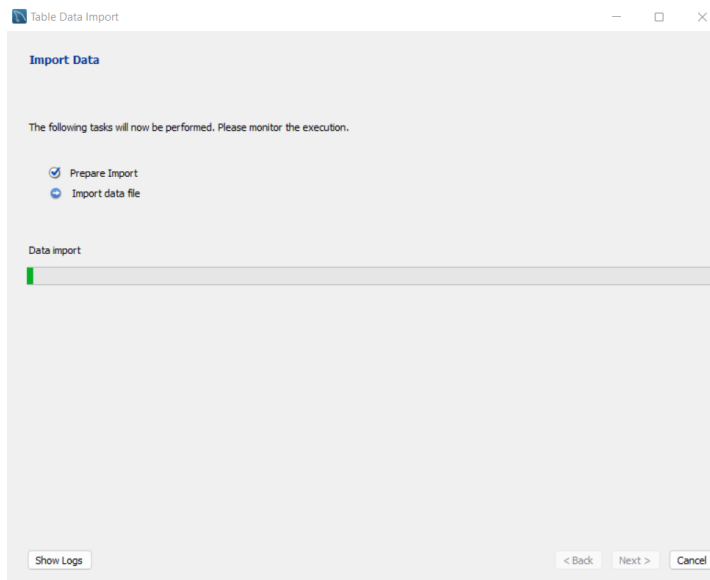 Table Data Import
Import Data
The following tasks will now be performed. Please monitor the execution.
Prepare Import
Import data file
Data import
Show Logs
< Back
Next >
Cancel